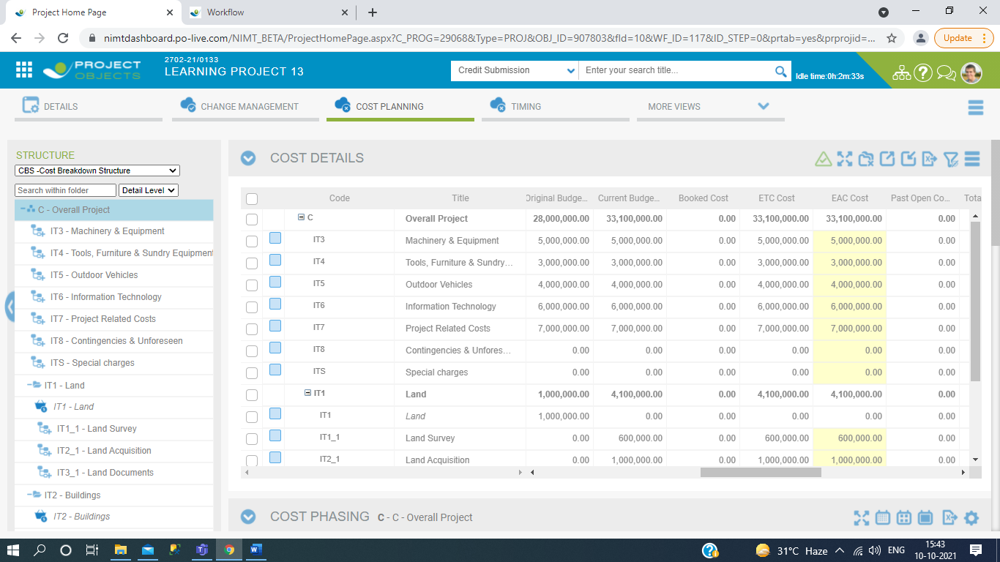 Project Home Page
Workflow
nimtdashboard.po-live.com/NIMT_BETA/ProjectHomePage.aspx?C_PROG=29068&Type=PROJ&OBJ_ID=907803&fId=10&WF_ID=117&ID_STEP=0&prtab=yes&prprojid=...
Update
PROJECT OBJECTS
2702-21/0133
LEARNING PROJECT 13
Credit Submission
Enter your search title...
Idle time:0h:2m:33s
DETAILS
CHANGE MANAGEMENT
COST PLANNING
TIMING
MORE VIEWS
STRUCTURE
CBS -Cost Breakdown Structure
Search within folder
Detail Level
C - Overall Project
IT3 - Machinery & Equipment
IT4 - Tools, Furniture & Sundry Equipment
IT5 - Outdoor Vehicles
IT6 - Information Technology
IT7 - Project Related Costs
IT8 - Contingencies & Unforeseen
ITS - Special charges
IT1 - Land
IT1 - Land
IT1_1 - Land Survey
IT2_1 - Land Acquisition
IT3_1 - Land Documents
IT2 - Buildings
IT2 - Buildings
COST DETAILS
Code Title Original Budge... Current Budge... Booked Cost ETC Cost EAC Cost Past Open Co... Tota
C Overall Project 28,000,000.00 33,100,000.00 0.00 33,100,000.00 33,100,000.00 0.00
IT3 Machinery & Equipment 5,000,000.00 5,000,000.00 0.00 5,000,000.00 5,000,000.00 0.00
IT4 Tools, Furniture & Sundry... 3,000,000.00 3,000,000.00 0.00 3,000,000.00 3,000,000.00 0.00
IT5 Outdoor Vehicles 4,000,000.00 4,000,000.00 0.00 4,000,000.00 4,000,000.00 0.00
IT6 Information Technology 6,000,000.00 6,000,000.00 0.00 6,000,000.00 6,000,000.00 0.00
IT7 Project Related Costs 7,000,000.00 7,000,000.00 0.00 7,000,000.00 7,000,000.00 0.00
IT8 Contingencies & Unfores... 0.00 0.00 0.00 0.00 0.00 0.00
ITS Special charges 0.00 0.00 0.00 0.00 0.00 0.00
IT1 Land 1,000,000.00 4,100,000.00 0.00 4,100,000.00 4,100,000.00 0.00
IT1 Land 1,000,000.00 0.00 0.00 0.00 0.00 0.00
IT1_1 Land Survey 0.00 600,000.00 0.00 600,000.00 600,000.00 0.00
IT2_1 Land Acquisition 0.00 1,000,000.00 0.00 1,000,000.00 1,000,000.00 0.00
COST PHASING C - C - Overall Project
31°C Haze ENG 15:43
10-10-2021